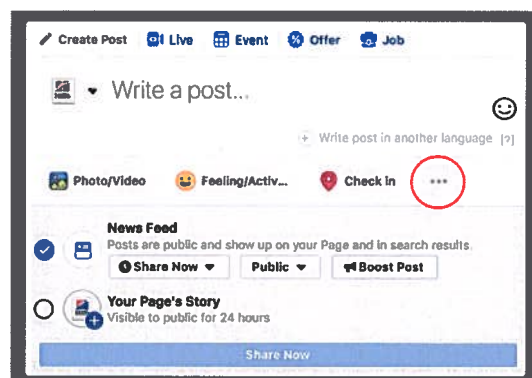 Create Post Live Event Offer Job
Write a post...
+ Write post in another language [?]
Photo/Video Feeling/Activ... Check in ...
News Feed
Posts are public and show up on your Page and in search results.
Share Now Public Boost Post
Your Page's Story
Visible to public for 24 hours
Share Now